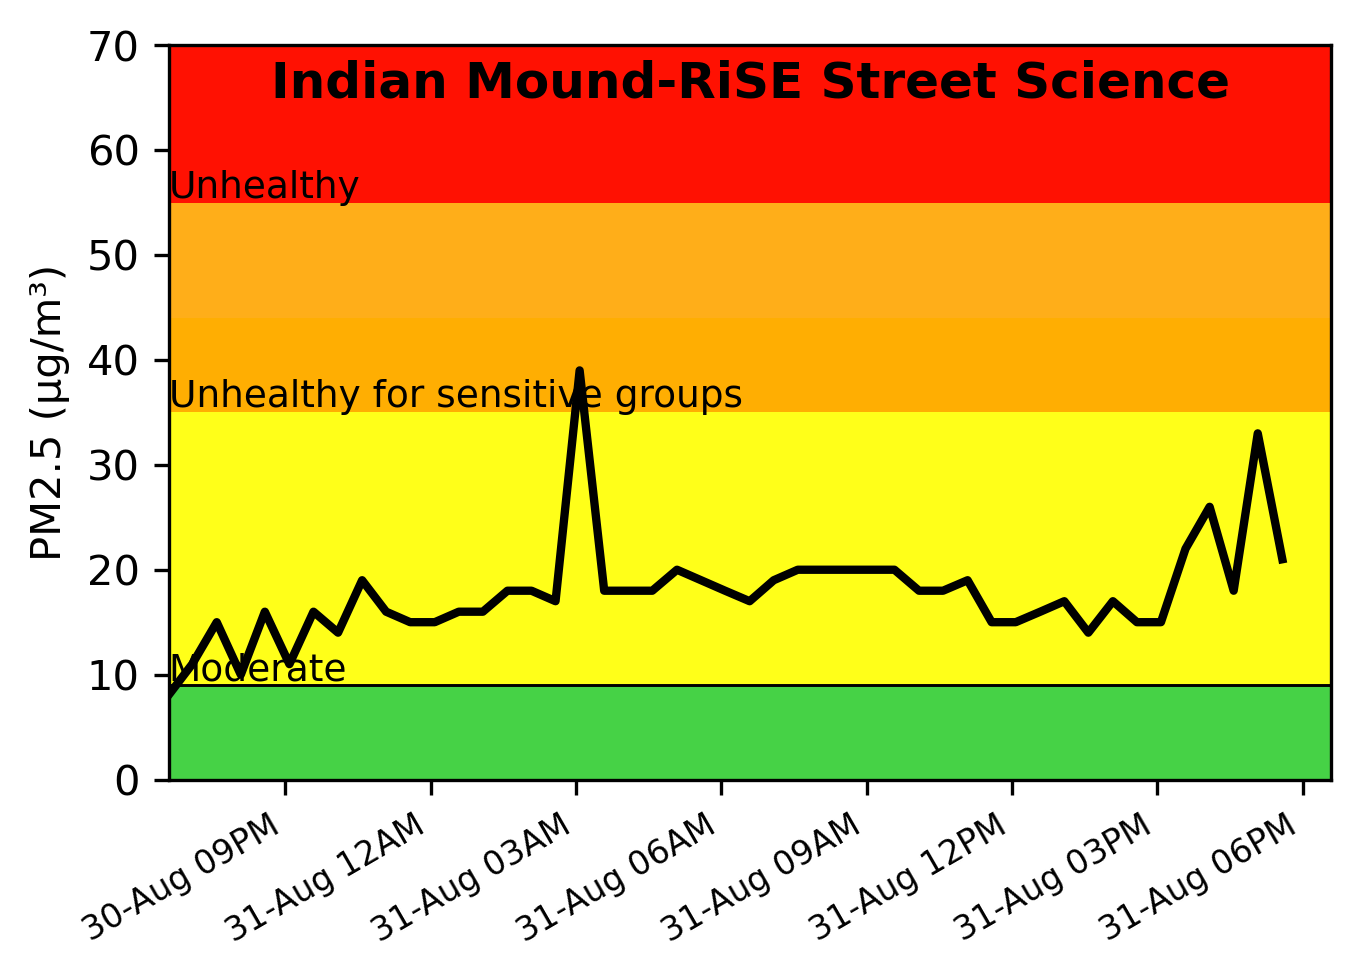 Indian Mound-RiSE Street Science
70
60
Unhealthy
50
40
Unhealthy for sensitive groups
30
20
Moderate
10
0
PM2.5 (µg/m³)
30-Aug 09PM
31-Aug 12AM
31-Aug 03AM
31-Aug 06AM
31-Aug 09AM
31-Aug 12PM
31-Aug 03PM
31-Aug 06PM